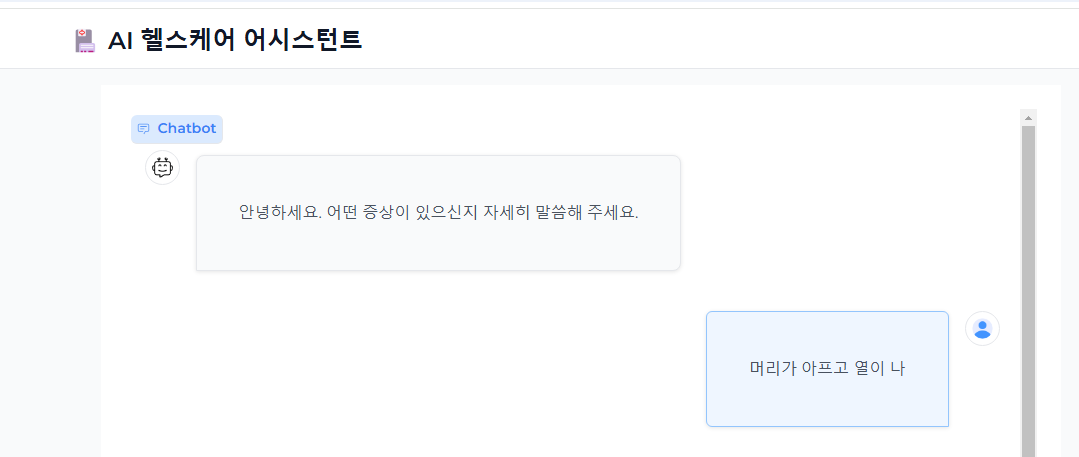 AI 헬스케어 어시스턴트
Chatbot
안녕하세요. 어떤 증상이 있으신지 자세히 말씀해 주세요.
머리가 아프고 열이 나